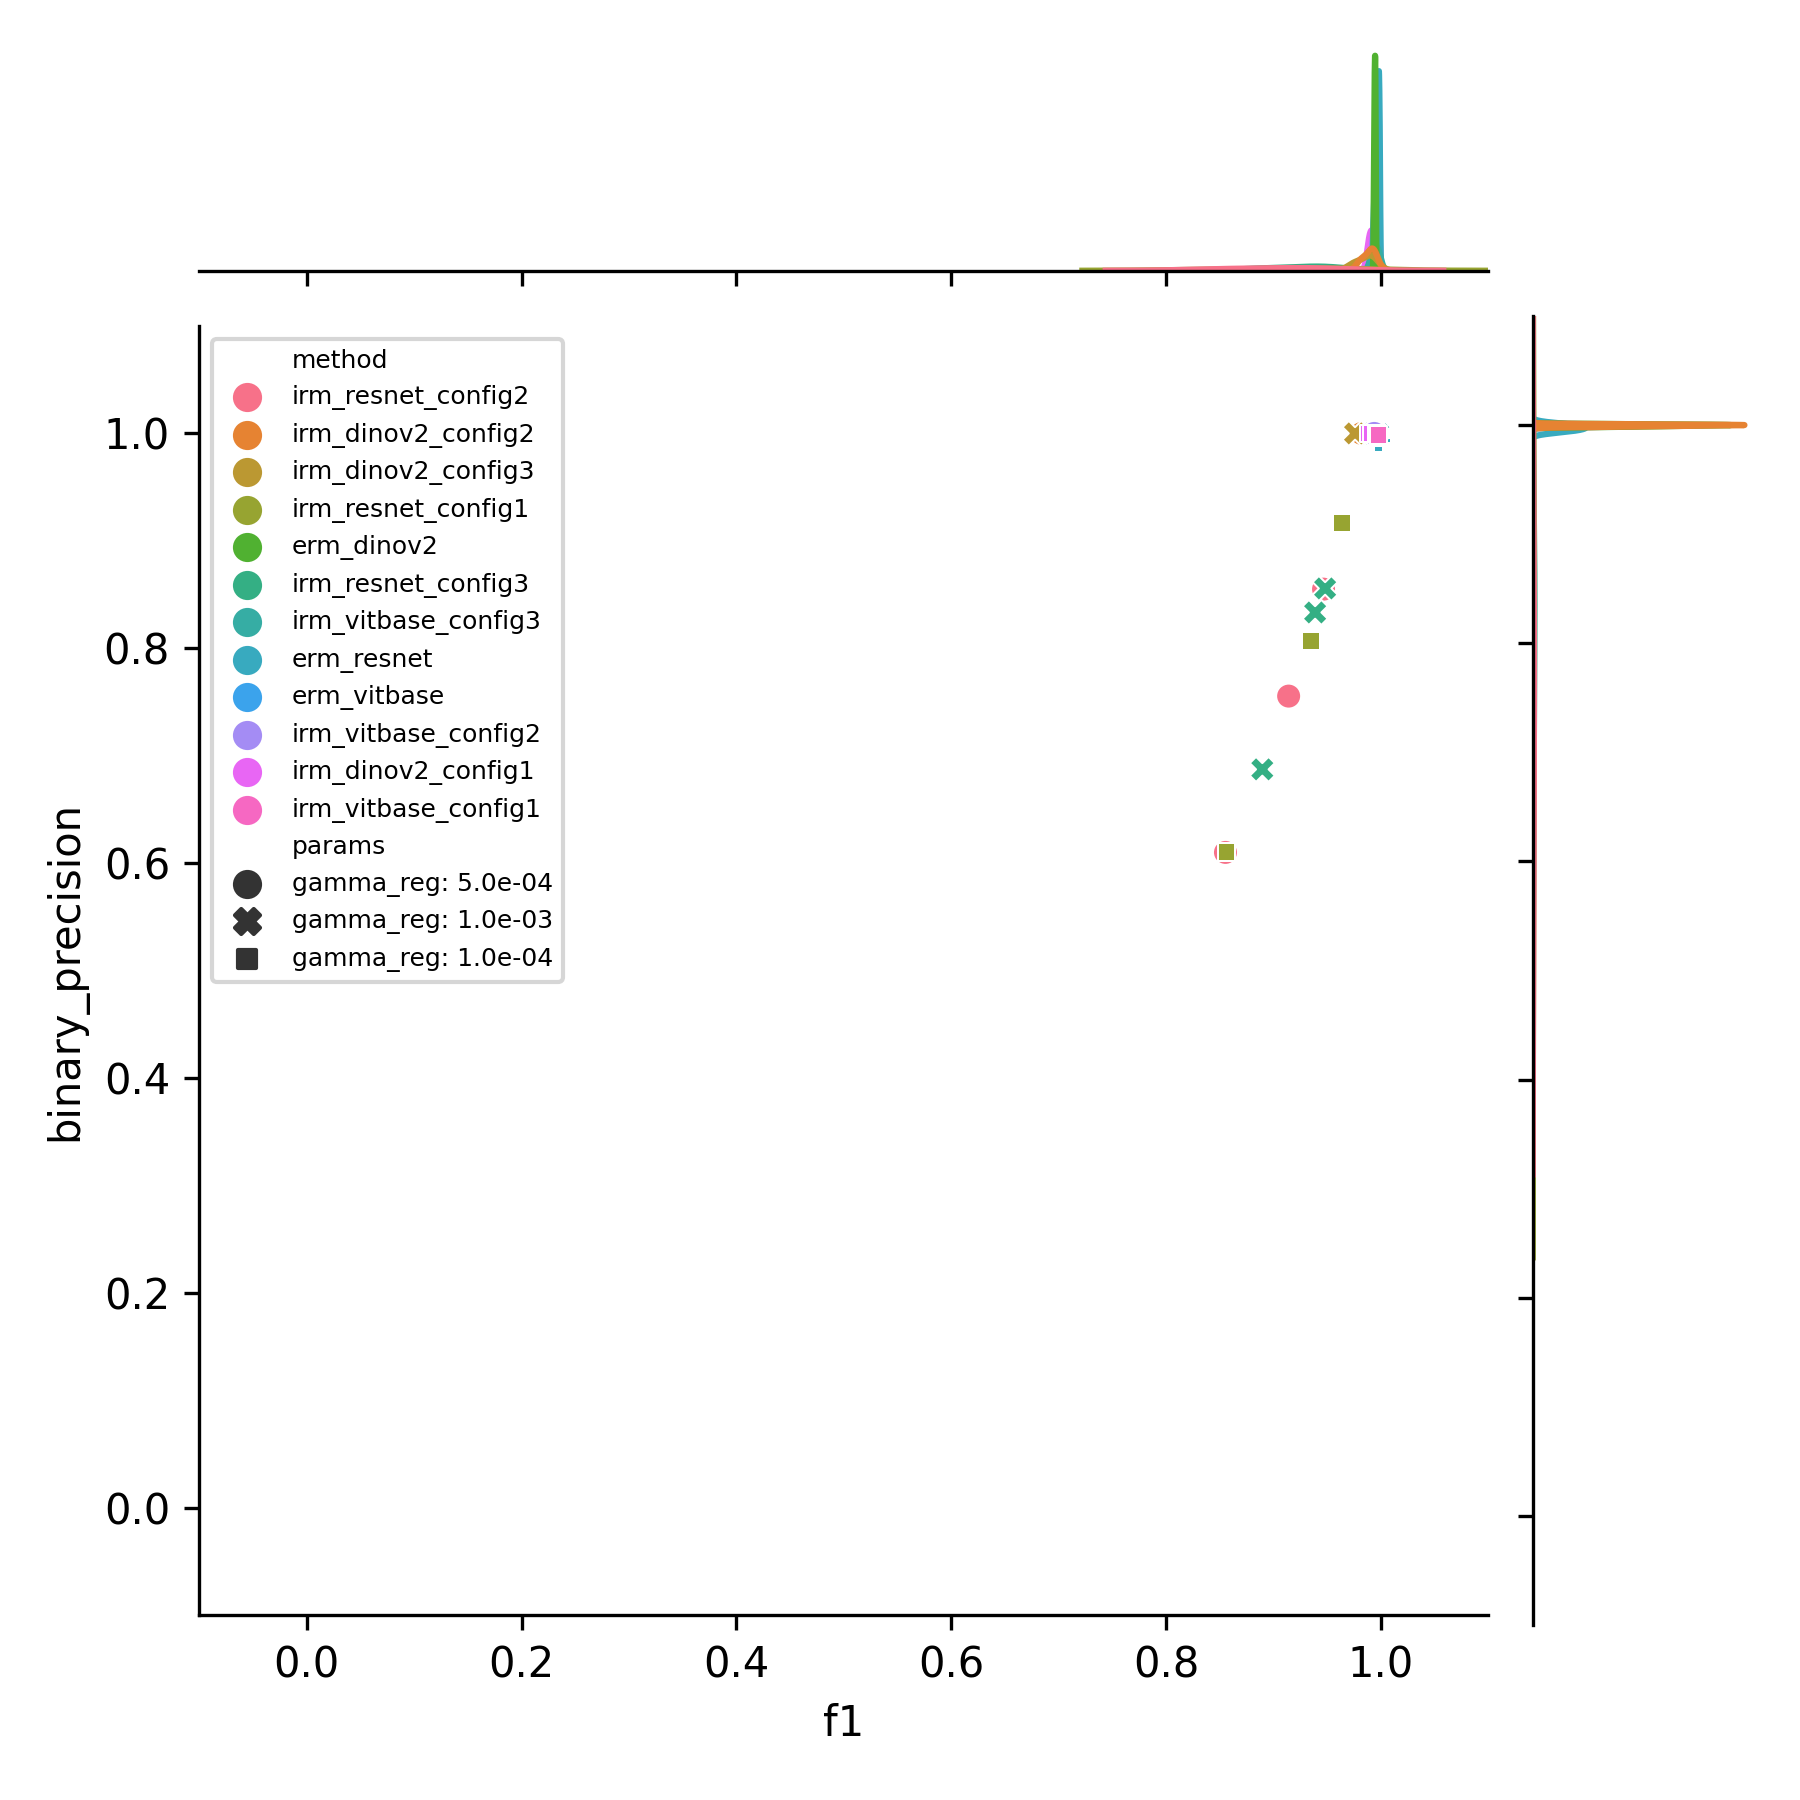 method
irm_resnet_config2
irm_dinov2_config2
irm_dinov2_config3
irm_resnet_config1
erm_dinov2
irm_resnet_config3
irm_vitbase_config3
erm_resnet
erm_vitbase
irm_vitbase_config2
irm_dinov2_config1
irm_vitbase_config1
params
gamma_reg: 5.0e-04
gamma_reg: 1.0e-03
gamma_reg: 1.0e-04
1.0
0.8
0.6
0.4
0.2
0.0
binary_precision
0.0 0.2 0.4 0.6 0.8 1.0
f1